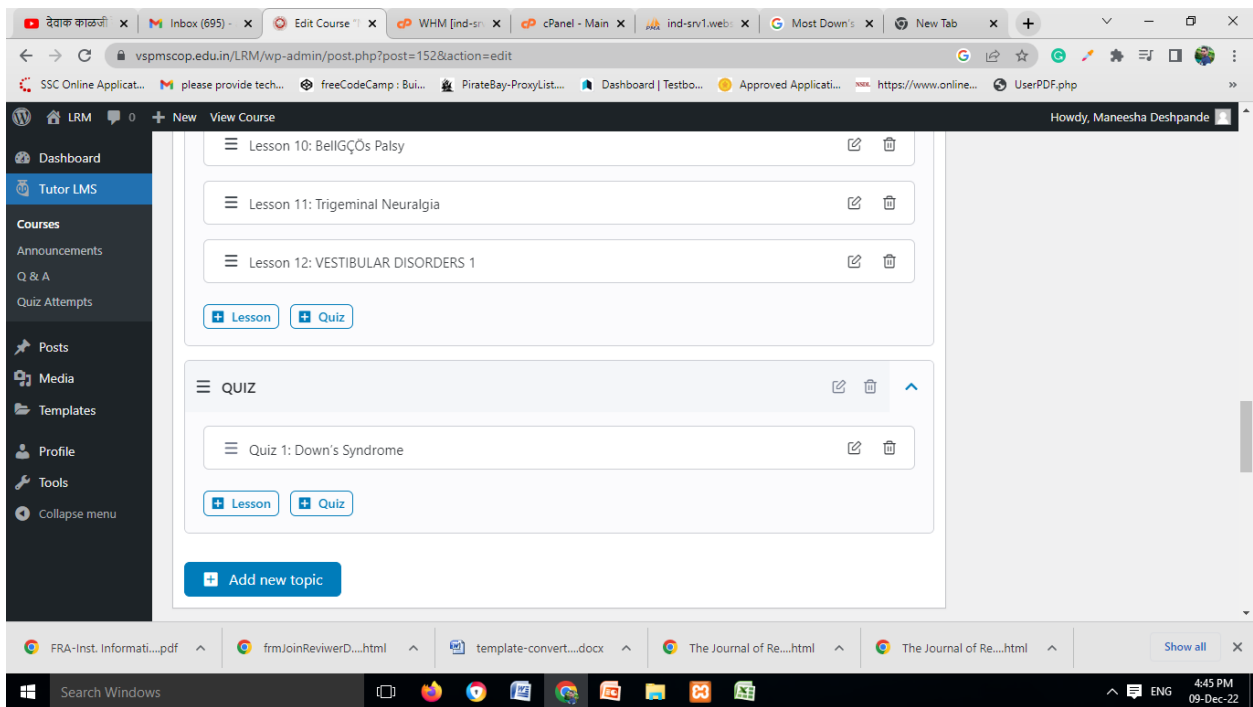 देवाक काळजी
Inbox (695) -
Edit Course "
WHM [ind-sr
cPanel - Main
ind-srv1.web
Most Down's
New Tab
vspmscop.edu.in/LRM/wp-admin/post.php?post=152&action=edit
SSC Online Applicat...
please provide tech...
freeCodeCamp : Bui...
PirateBay-ProxyList....
Dashboard | Testbo...
Approved Applicati...
https://www.online...
UserPDF.php
»
LRM
0
New
View Course
Howdy, Maneesha Deshpande
Dashboard
Tutor LMS
Courses
Announcements
Q & A
Quiz Attempts
Posts
Media
Templates
Profile
Tools
Collapse menu
Lesson 10: BellGÇÖs Palsy
Lesson 11: Trigeminal Neuralgia
Lesson 12: VESTIBULAR DISORDERS 1
Lesson
Quiz
QUIZ
Quiz 1: Down's Syndrome
Lesson
Quiz
Add new topic
FRA-Inst. Informati....pdf
frmJoinReviwerD....html
template-convert....docx
The Journal of Re....html
The Journal of Re....html
Show all
Search Windows
ENG
4:45 PM
09-Dec-22